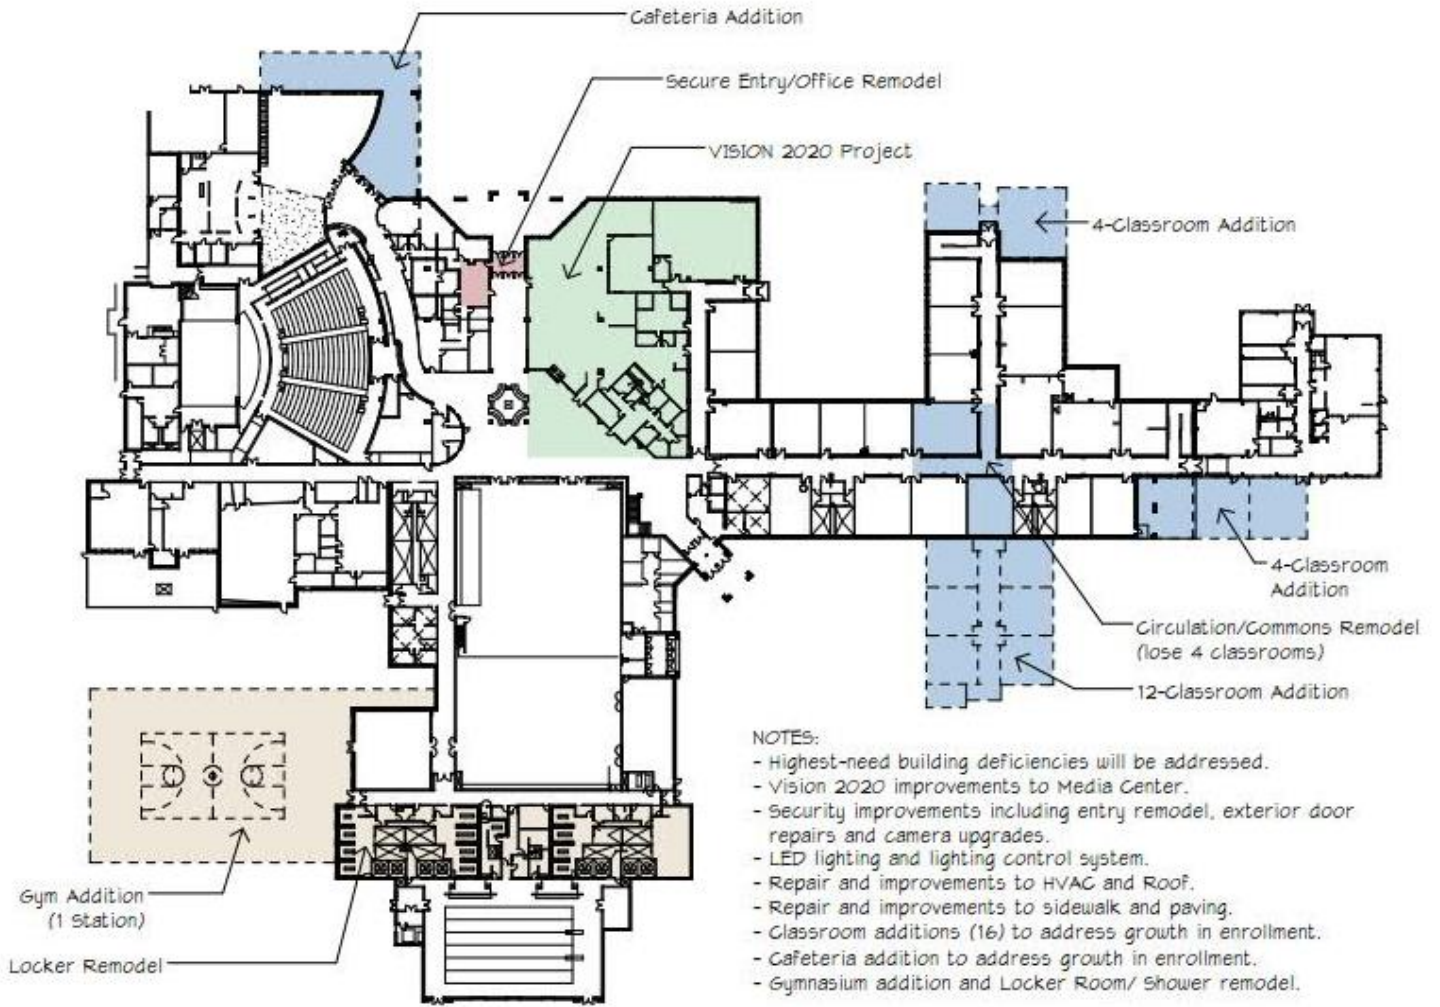 Cafeteria Addition
Secure Entry/Office Remodel
VISION 2020 Project
4-Classroom Addition
4-Classroom
Addition
Circulation/Commons Remodel
(lose 4 classrooms)
12-Classroom Addition
Gym Addition
(1 Station)
Locker Remodel
NOTES:
- Highest-need building deficiencies will be addressed.
- Vision 2020 improvements to Media Center.
- Security improvements including entry remodel, exterior door
repairs and camera upgrades.
- LED lighting and lighting control system.
- Repair and improvements to HVAC and Roof.
- Repair and improvements to sidewalk and paving.
- Classroom additions (16) to address growth in enrollment.
- Cafeteria addition to address growth in enrollment.
- Gymnasium addition and Locker Room/ Shower remodel.